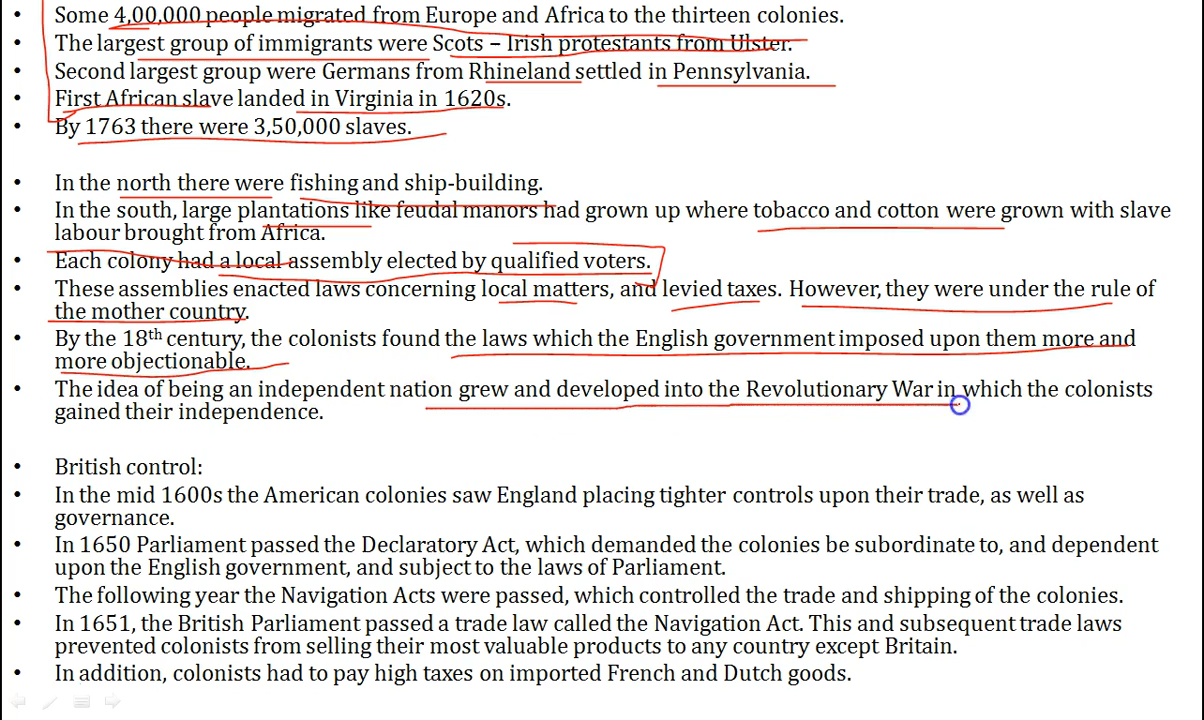 • Some 4,00,000 people migrated from Europe and Africa to the thirteen colonies.
• The largest group of immigrants were Scots – Irish protestants from Ulster.
• Second largest group were Germans from Rhineland settled in Pennsylvania.
• First African slave landed in Virginia in 1620s.
• By 1763 there were 3,50,000 slaves.
• In the north there were fishing and ship-building.
• In the south, large plantations like feudal manors had grown up where tobacco and cotton were grown with slave
labour brought from Africa.
• Each colony had a local assembly elected by qualified voters.
• These assemblies enacted laws concerning local matters, and levied taxes. However, they were under the rule of
the mother country.
• By the 18th century, the colonists found the laws which the English government imposed upon them more and
more objectionable.
• The idea of being an independent nation grew and developed into the Revolutionary War in which the colonists
gained their independence.
• British control:
• In the mid 1600s the American colonies saw England placing tighter controls upon their trade, as well as
governance.
• In 1650 Parliament passed the Declaratory Act, which demanded the colonies be subordinate to, and dependent
upon the English government, and subject to the laws of Parliament.
• The following year the Navigation Acts were passed, which controlled the trade and shipping of the colonies.
• In 1651, the British Parliament passed a trade law called the Navigation Act. This and subsequent trade laws
prevented colonists from selling their most valuable products to any country except Britain.
• In addition, colonists had to pay high taxes on imported French and Dutch goods.